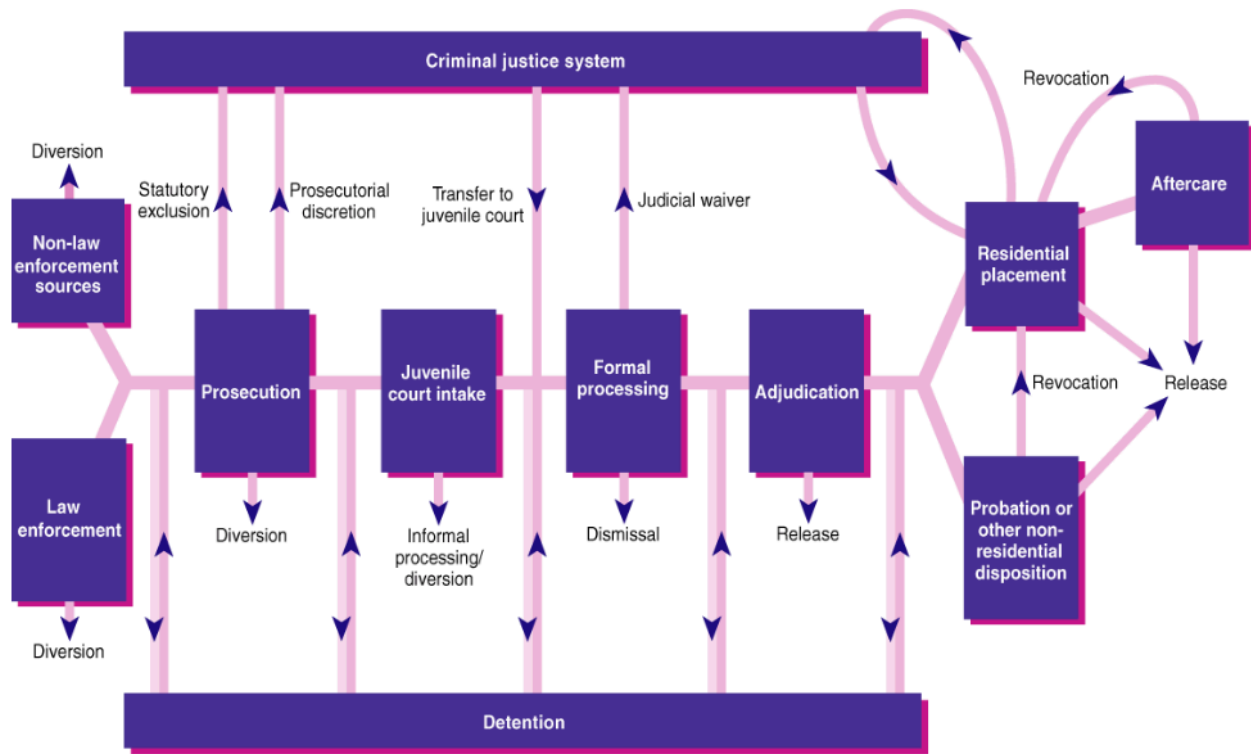 Criminal justice system
Revocation
Diversion
Aftercare
Statutory
exclusion
Prosecutorial
discretion
Transfer to
juvenile court
Judicial waiver
Non-law
enforcement
sources
Residential
placement
Prosecution
Juvenile
court intake
Formal
processing
Adjudication
Revocation
Release
Law
enforcement
Diversion
Informal
processing/
diversion
Dismissal
Release
Probation or
other non-
residential
disposition
Diversion
Detention